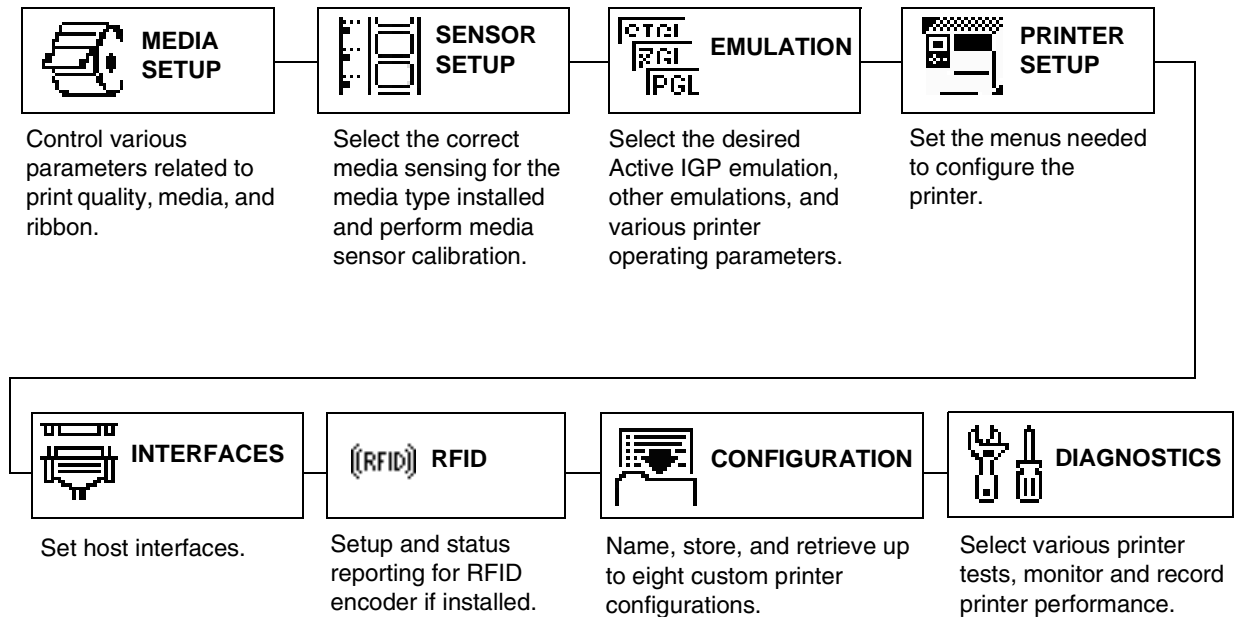 MEDIA
SETUP
Control various
parameters related to
print quality, media, and
ribbon.
SENSOR
SETUP
Select the correct
media sensing for the
media type installed
and perform media
sensor calibration.
PGL
EMULATION
Select the desired
Active IGP emulation,
other emulations, and
various printer
operating parameters.
PRINTER
SETUP
Set the menus needed
to configure the
printer.
INTERFACES
Set host interfaces.
((RFID)) RFID
Setup and status
reporting for RFID
encoder if installed.
CONFIGURATION
Name, store, and retrieve up
to eight custom printer
configurations.
DIAGNOSTICS
Select various printer
tests, monitor and record
printer performance.